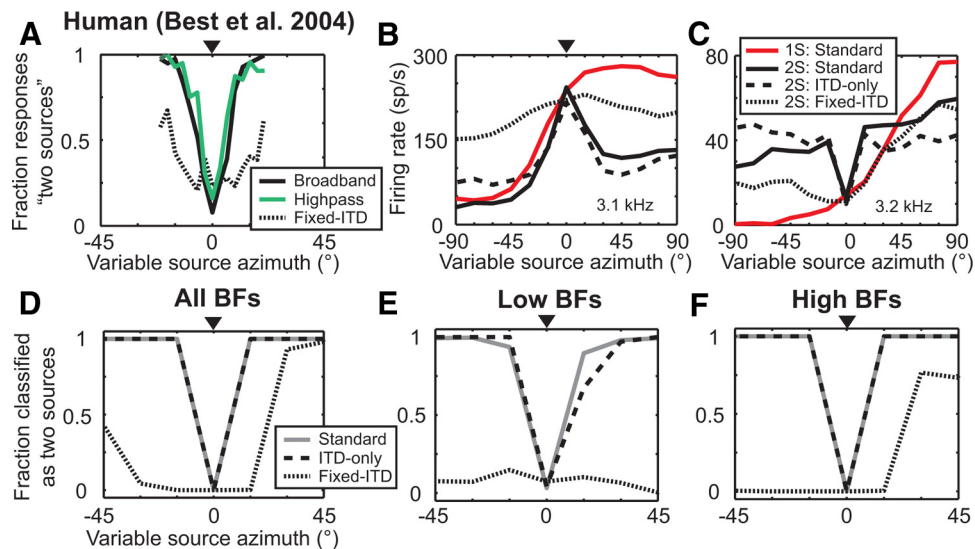 A Human (Best et al. 2004)
Fraction responses
"two sources"
1
0.5
0
-45
0
45
Variable source azimuth (°)
Broadband
Highpass
Fixed-ITD
B
Firing rate (sp/s)
300
150
0
-90
-45
0
45
90
Variable source azimuth (°)
3.1 kHz
C
80
40
0
-90
-45
0
45
90
Variable source azimuth (°)
3.2 kHz
1S: Standard
2S: Standard
2S: ITD-only
2S: Fixed-ITD
D All BFs
Fraction classified
as two sources
1
0.5
0
-45
0
45
Variable source azimuth (°)
Standard
ITD-only
Fixed-ITD
E Low BFs
1
0.5
0
-45
0
45
F High BFs
1
0.5
0
-45
0
45